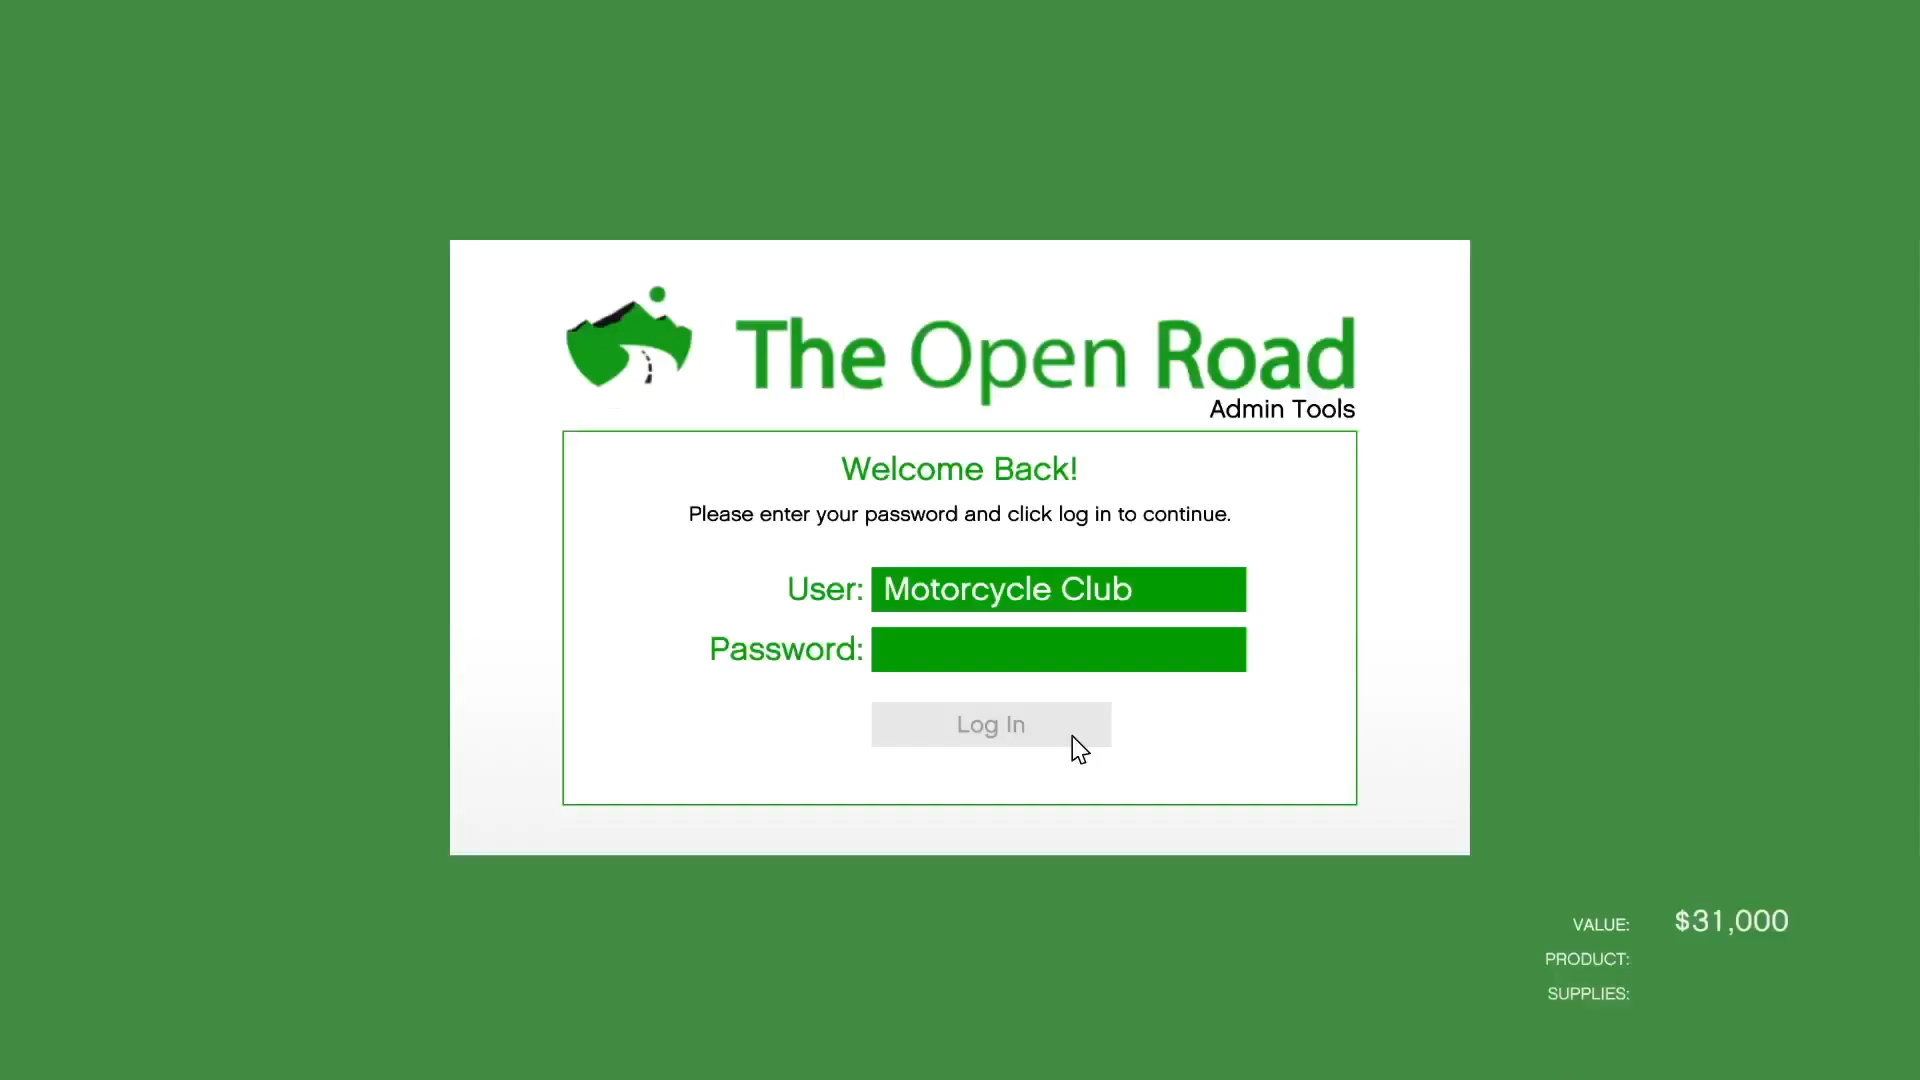 The Open Road
Admin Tools
Welcome Back!
Please enter your password and click log in to continue.
User: Motorcycle Club
Password:
Log In
VALUE: $31,000
PRODUCT:
SUPPLIES: